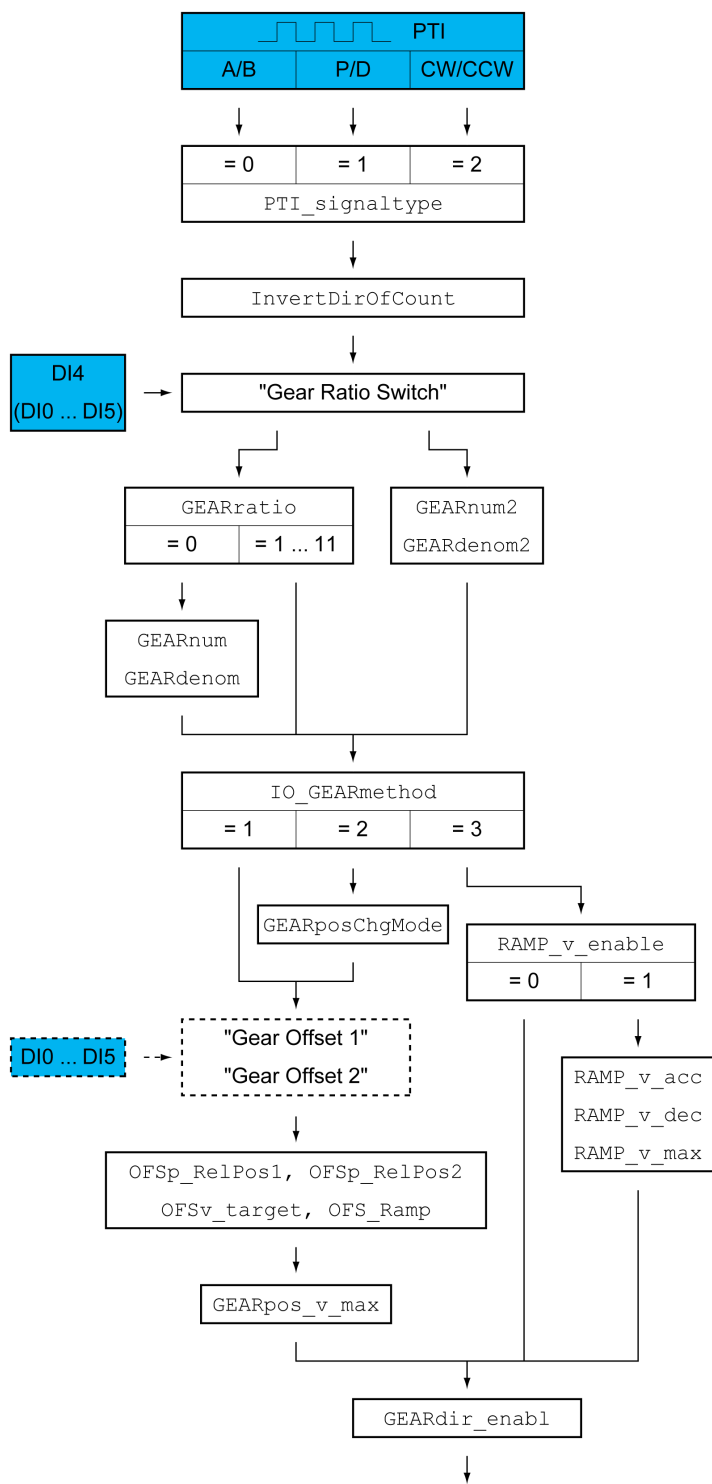 PTI
A/B P/D CW/CCW
= 0 = 1 = 2
PTI_signaltype
InvertDirOfCount
DI4
(DI0 ... DI5)
"Gear Ratio Switch"
GEARratio
= 0 = 1 ... 11
GEARnum2
GEARdenom2
GEARnum
GEARdenom
IO_GEARmethod
= 1 = 2 = 3
GEARposChgMode
RAMP_v_enable
= 0 = 1
DI0 ... DI5
"Gear Offset 1"
"Gear Offset 2"
RAMP_v_acc
RAMP_v_dec
RAMP_v_max
OFSp_RelPos1, OFSp_RelPos2
OFSv_target, OFS_Ramp
GEARpos_v_max
GEARdir_enabl